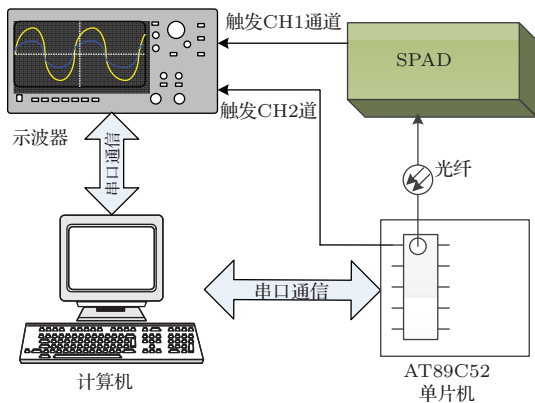 触发CH1通道
SPAD
触发CH2道
示波器
串口通信
光纤
串口通信
计算机
AT89C52
单片机